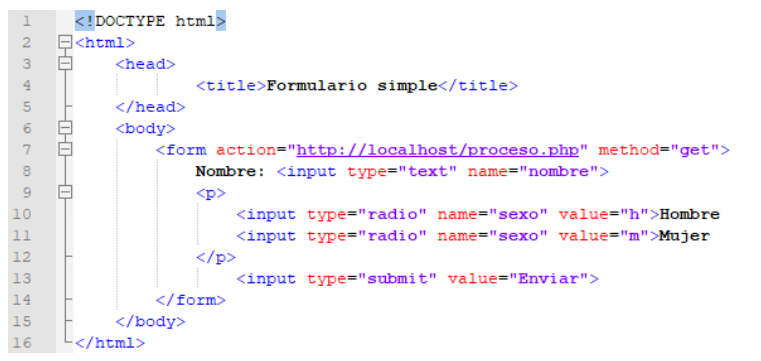 1 <!DOCTYPE html>
2 <html>
3 <head>
4 <title>Formulario simple</title>
5 </head>
6 <body>
7 <form action="http://localhost/proceso.php" method="get">
8 Nombre: <input type="text" name="nombre">
9 <p>
10 <input type="radio" name="sexo" value="h">Hombre
11 <input type="radio" name="sexo" value="m">Mujer
12 </p>
13 <input type="submit" value="Enviar">
14 </form>
15 </body>
16 </html>